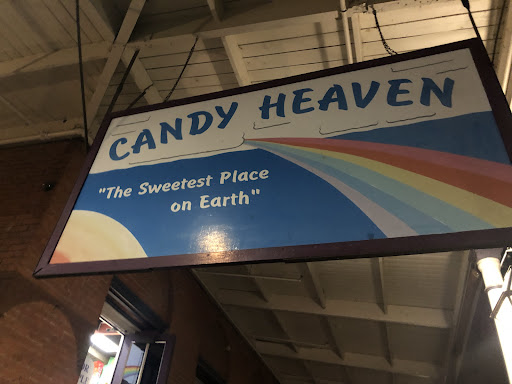 CANDY HEAVEN
"The Sweetest Place
on Earth"